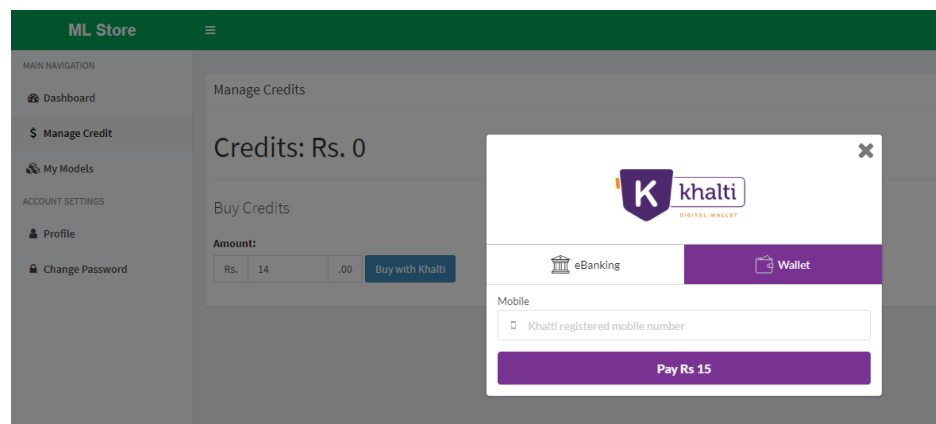 ML Store
MAIN NAVIGATION
Dashboard
$ Manage Credit
My Models
ACCOUNT SETTINGS
Profile
Change Password
Manage Credits
Credits: Rs. 0
Buy Credits
Amount:
Rs. 14 .00 Buy with Khalti
K khalti
DIGITAL WALLET
eBanking Wallet
Mobile
Khalti registered mobile number
Pay Rs 15